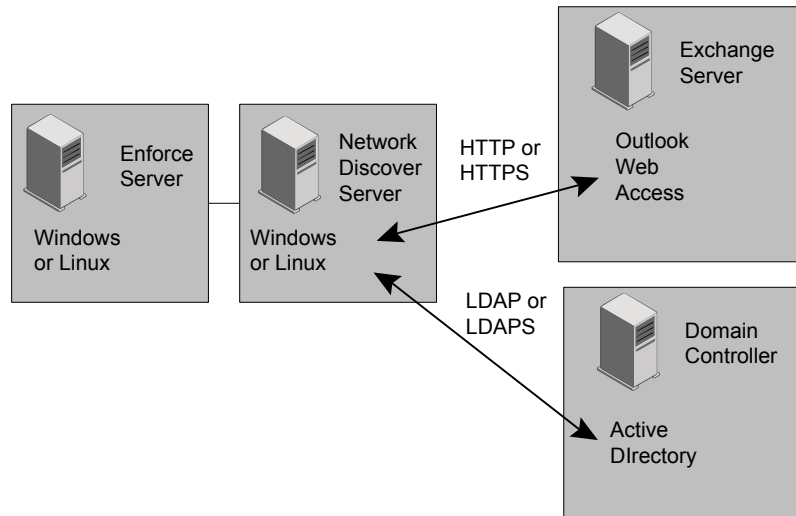 Enforce
Server
Windows
or Linux
Network
Discover
Server
Windows
or Linux
HTTP or
HTTPS
Exchange
Server
Outlook
Web
Access
LDAP or
LDAPS
Domain
Controller
Active
DIrectory